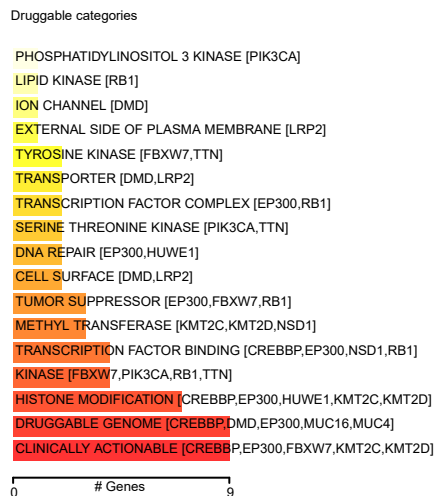 Druggable categories
PHOSPHATIDYLINOSITOL 3 KINASE [PIK3CA]
LIPID KINASE [RB1]
ION CHANNEL [DMD]
EXTERNAL SIDE OF PLASMA MEMBRANE [LRP2]
TYROSINE KINASE [FBXW7,TTN]
TRANSPORTER [DMD,LRP2]
TRANSCRIPTION FACTOR COMPLEX [EP300,RB1]
SERINE THREONINE KINASE [PIK3CA,TTN]
DNA REPAIR [EP300,HUWE1]
CELL SURFACE [DMD,LRP2]
TUMOR SUPPRESSOR [EP300,FBXW7,RB1]
METHYL TRANSFERASE [KMT2C,KMT2D,NSD1]
TRANSCRIPTION FACTOR BINDING [CREBBP,EP300,NSD1,RB1]
KINASE [FBXW7,PIK3CA,RB1,TTN]
HISTONE MODIFICATION [CREBBP,EP300,HUWE1,KMT2C,KMT2D]
DRUGGABLE GENOME [CREBBP,DMD,EP300,MUC16,MUC4]
CLINICALLY ACTIONABLE [CREBBP,EP300,FBXW7,KMT2C,KMT2D]
0 # Genes 9